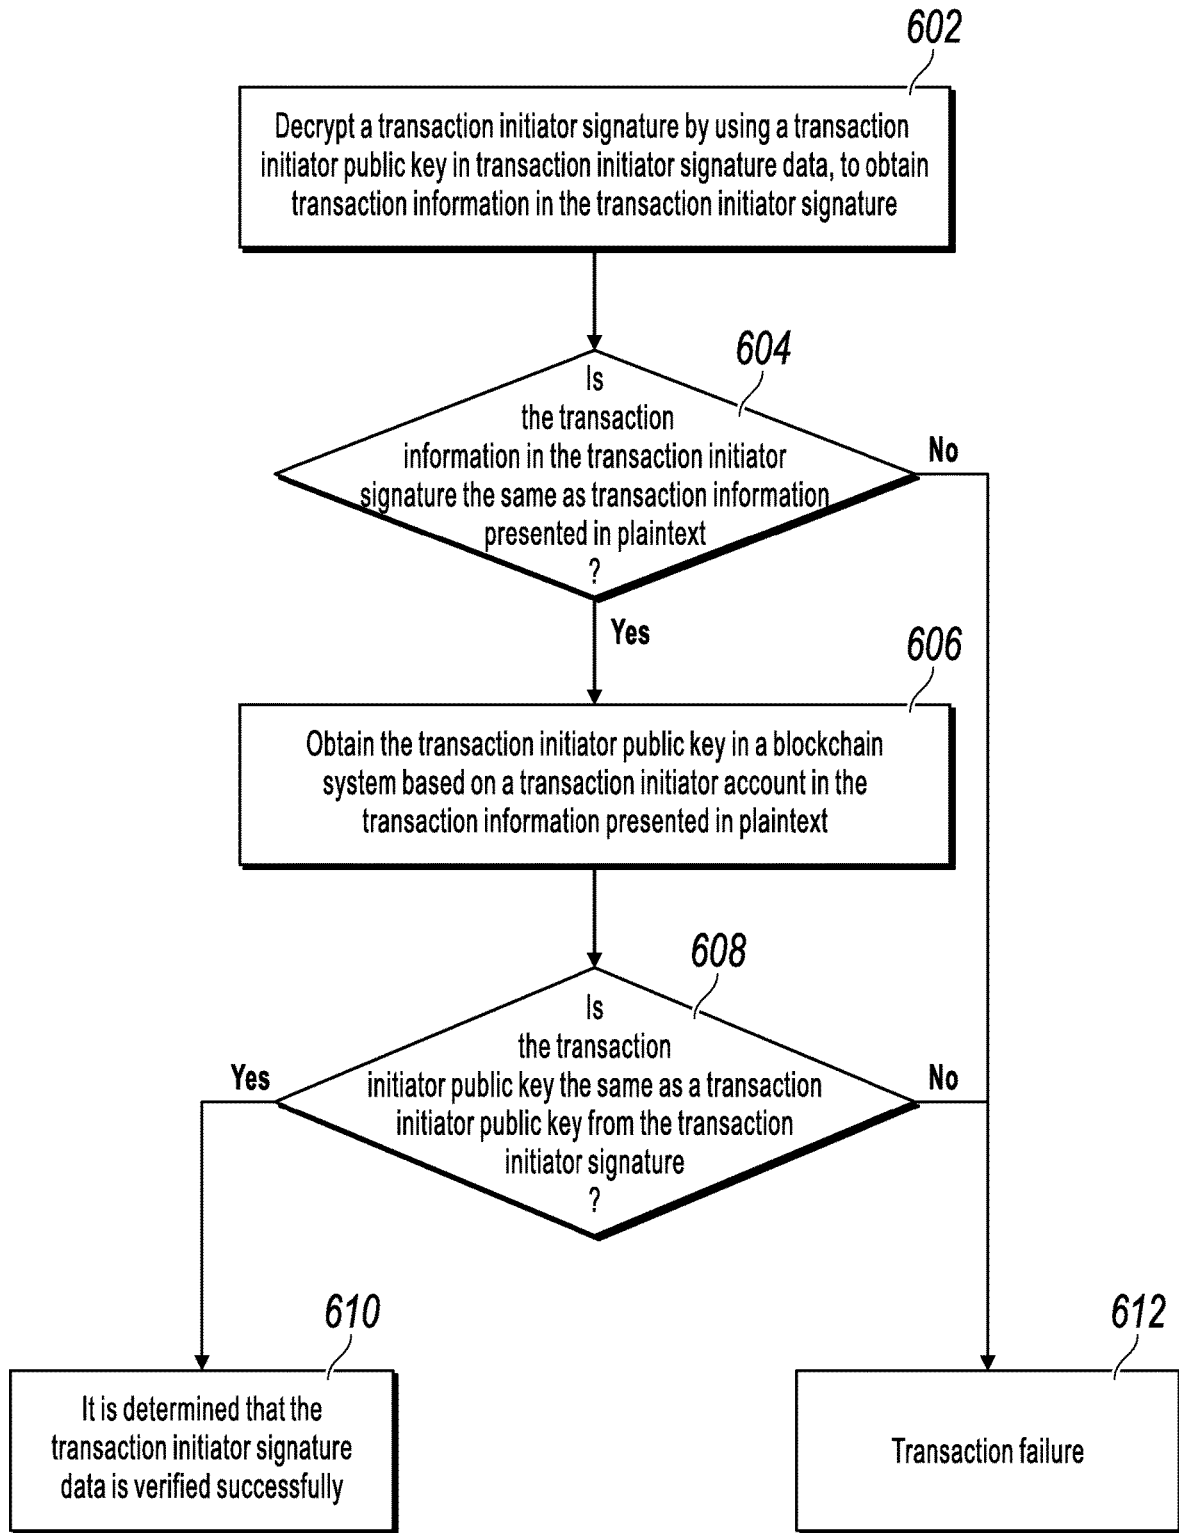 602
Decrypt a transaction initiator signature by using a transaction
initiator public key in transaction initiator signature data, to obtain
transaction information in the transaction initiator signature
604
Is
the transaction
information in the transaction initiator
signature the same as transaction information
presented in plaintext
?
No
Yes
606
Obtain the transaction initiator public key in a blockchain
system based on a transaction initiator account in the
transaction information presented in plaintext
608
Is
the transaction
initiator public key the same as a transaction
initiator public key from the transaction
initiator signature
?
Yes
No
610
It is determined that the
transaction initiator signature
data is verified successfully
612
Transaction failure